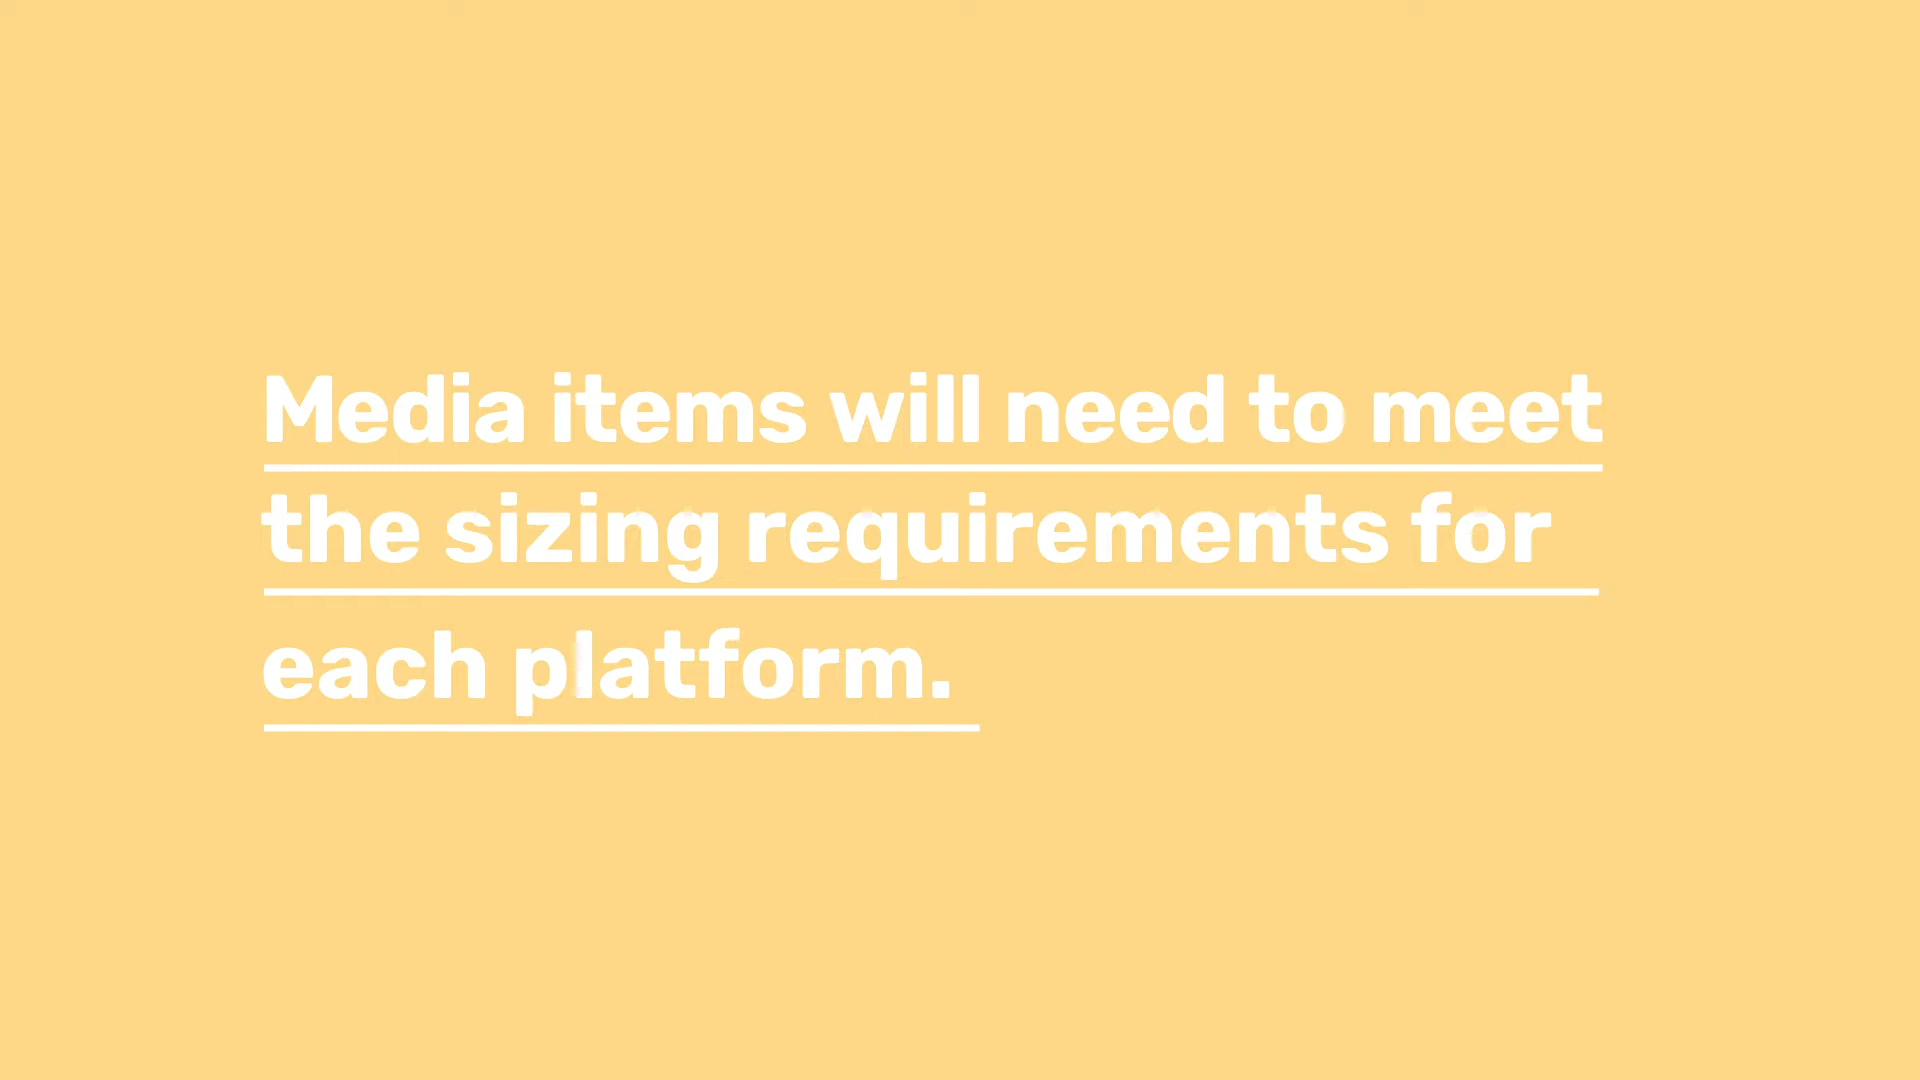 Media items will need to meet
the sizing requirements for
each platform.